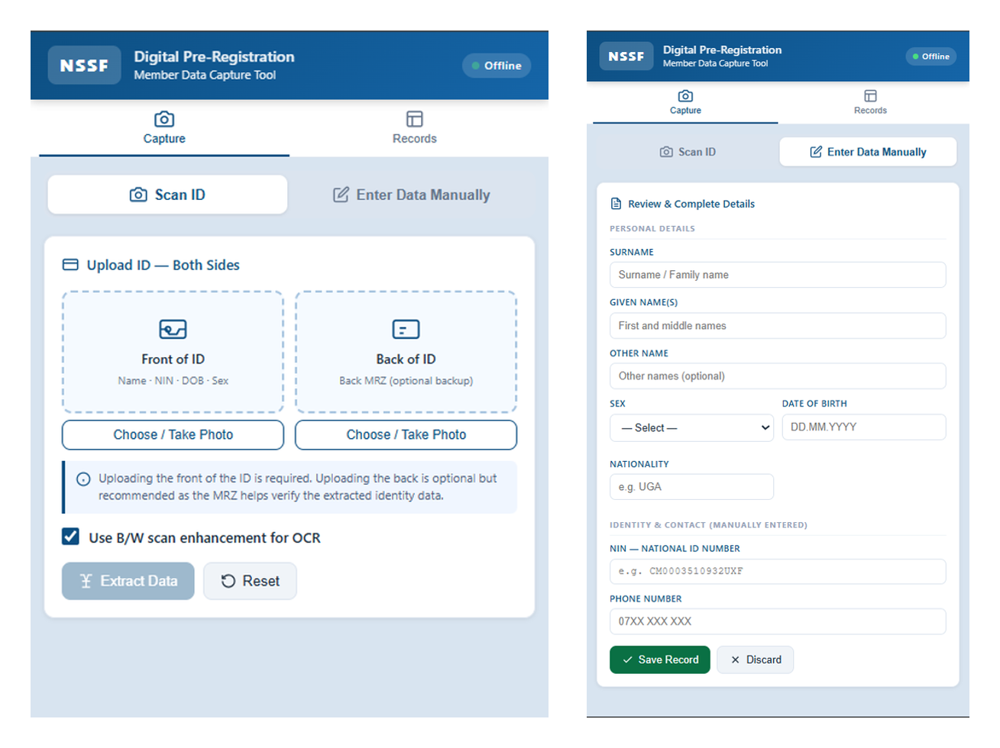 NSSF
Digital Pre-Registration
Member Data Capture Tool
Offline
Capture
Records
Scan ID
Enter Data Manually
Upload ID — Both Sides
Front of ID
Name · NIN · DOB · Sex
Back of ID
Back MRZ (optional backup)
Choose / Take Photo
Choose / Take Photo
Uploading the front of the ID is required. Uploading the back is optional but
recommended as the MRZ helps verify the extracted identity data.
Use B/W scan enhancement for OCR
Extract Data
Reset
NSSF
Digital Pre-Registration
Member Data Capture Tool
Offline
Capture
Records
Scan ID
Enter Data Manually
Review & Complete Details
PERSONAL DETAILS
SURNAME
Surname / Family name
GIVEN NAME(S)
First and middle names
OTHER NAME
Other names (optional)
SEX
— Select —
DATE OF BIRTH
DD.MM.YYYY
NATIONALITY
e.g. UGA
IDENTITY & CONTACT (MANUALLY ENTERED)
NIN — NATIONAL ID NUMBER
e.g. CM0003510932UXF
PHONE NUMBER
07XX XXX XXX
Save Record
Discard